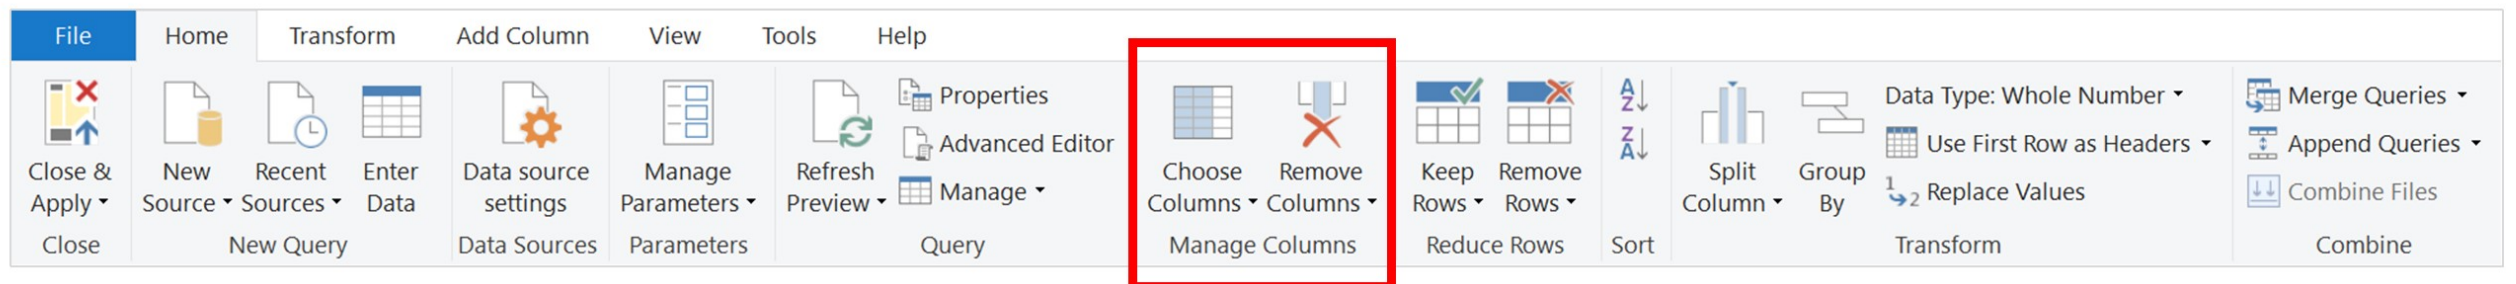 File Home Transform Add Column View Tools Help
Close &
Apply
Close
New
Source
Recent
Sources
Enter
Data
New Query
Data source
settings
Data Sources
Manage
Parameters
Parameters
Refresh
Preview
Properties
Advanced Editor
Manage
Query
Choose
Columns
Remove
Columns
Manage Columns
Keep
Rows
Remove
Rows
Reduce Rows
A
Z
Z
A
Sort
Split
Column
Group
By
Data Type: Whole Number
Use First Row as Headers
1
2 Replace Values
Transform
Merge Queries
Append Queries
Combine Files
Combine